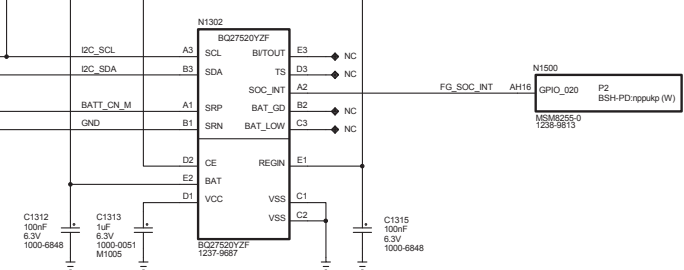 N1302
BQ27520YZF
I2C_SCL A3 SCL BI/TOUT E3 NC
I2C_SDA B3 SDA TS D3 NC
SOC_INT A2 FG_SOC_INT AH16
BATT_CN_M A1 SRP BAT_GD B2 NC
GND B1 SRN BAT_LOW C3 NC
N1500
GPIO_020 P2
BSH-PD:nppukp (W)
MSM8255-0
1238-9813
D2 CE REGIN E1
E2 BAT
D1 VCC VSS C1
VSS C2
BQ27520YZF
1237-9687
C1312
100nF
6.3V
1000-6848
C1313
1uF
6.3V
1000-0051
M1005
C1315
100nF
6.3V
1000-6848